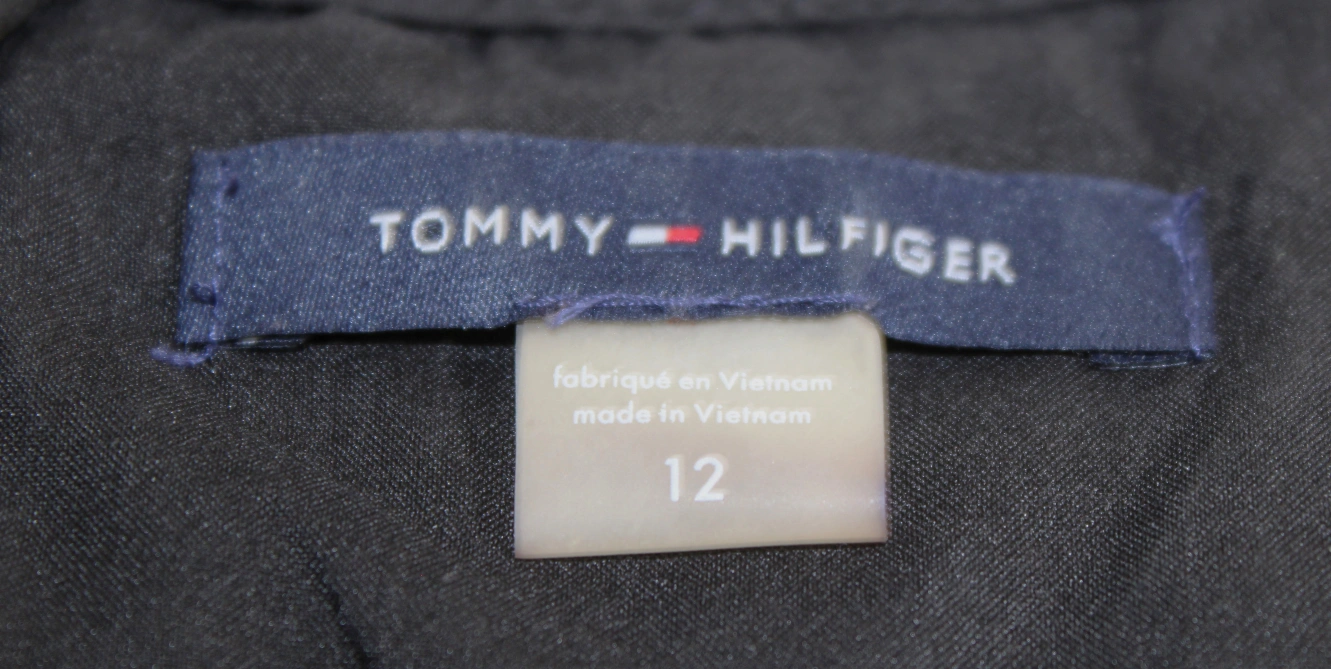 TOMMY HILFIGER
fabriqué en Vietnam
made in Vietnam
12